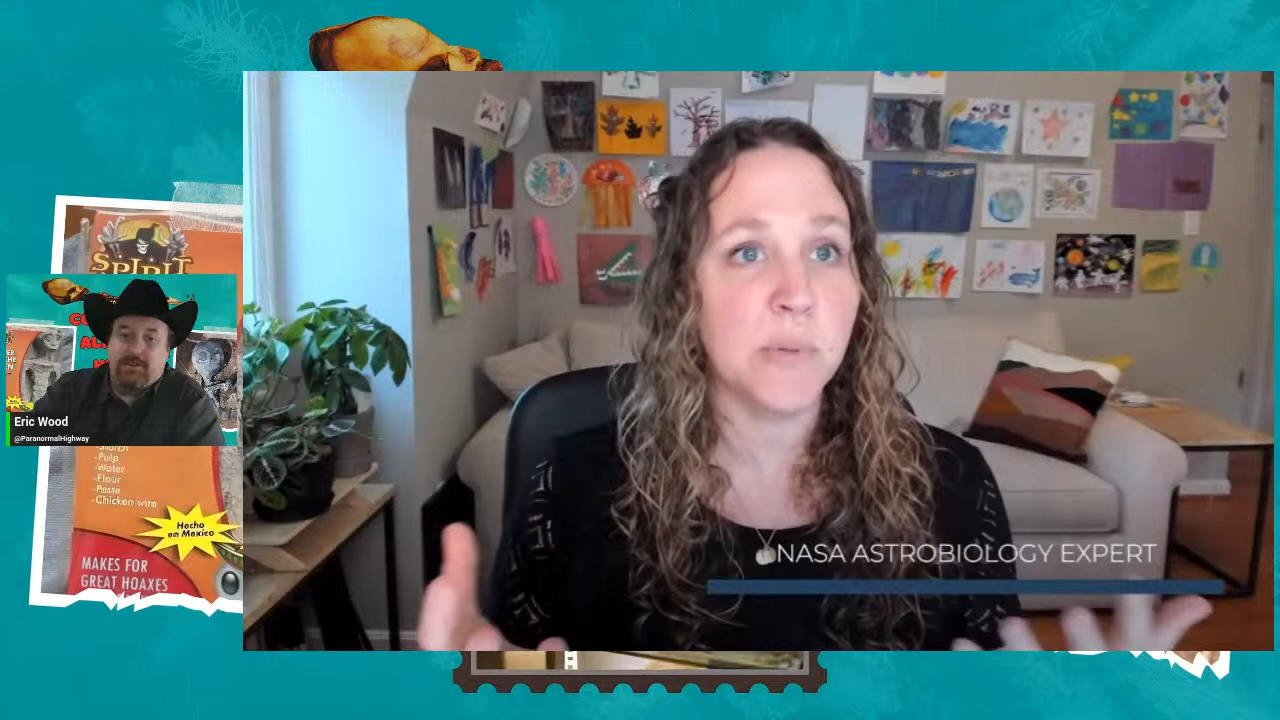 SPIRIT
Eric Wood
@ParanormalHighway
-Pulp
-Water
-Flour
-Paste
-Chicken wire
Hecho
en Mexico
MAKES FOR
GREAT HOAXES
NASA ASTROBIOLOGY EXPERT